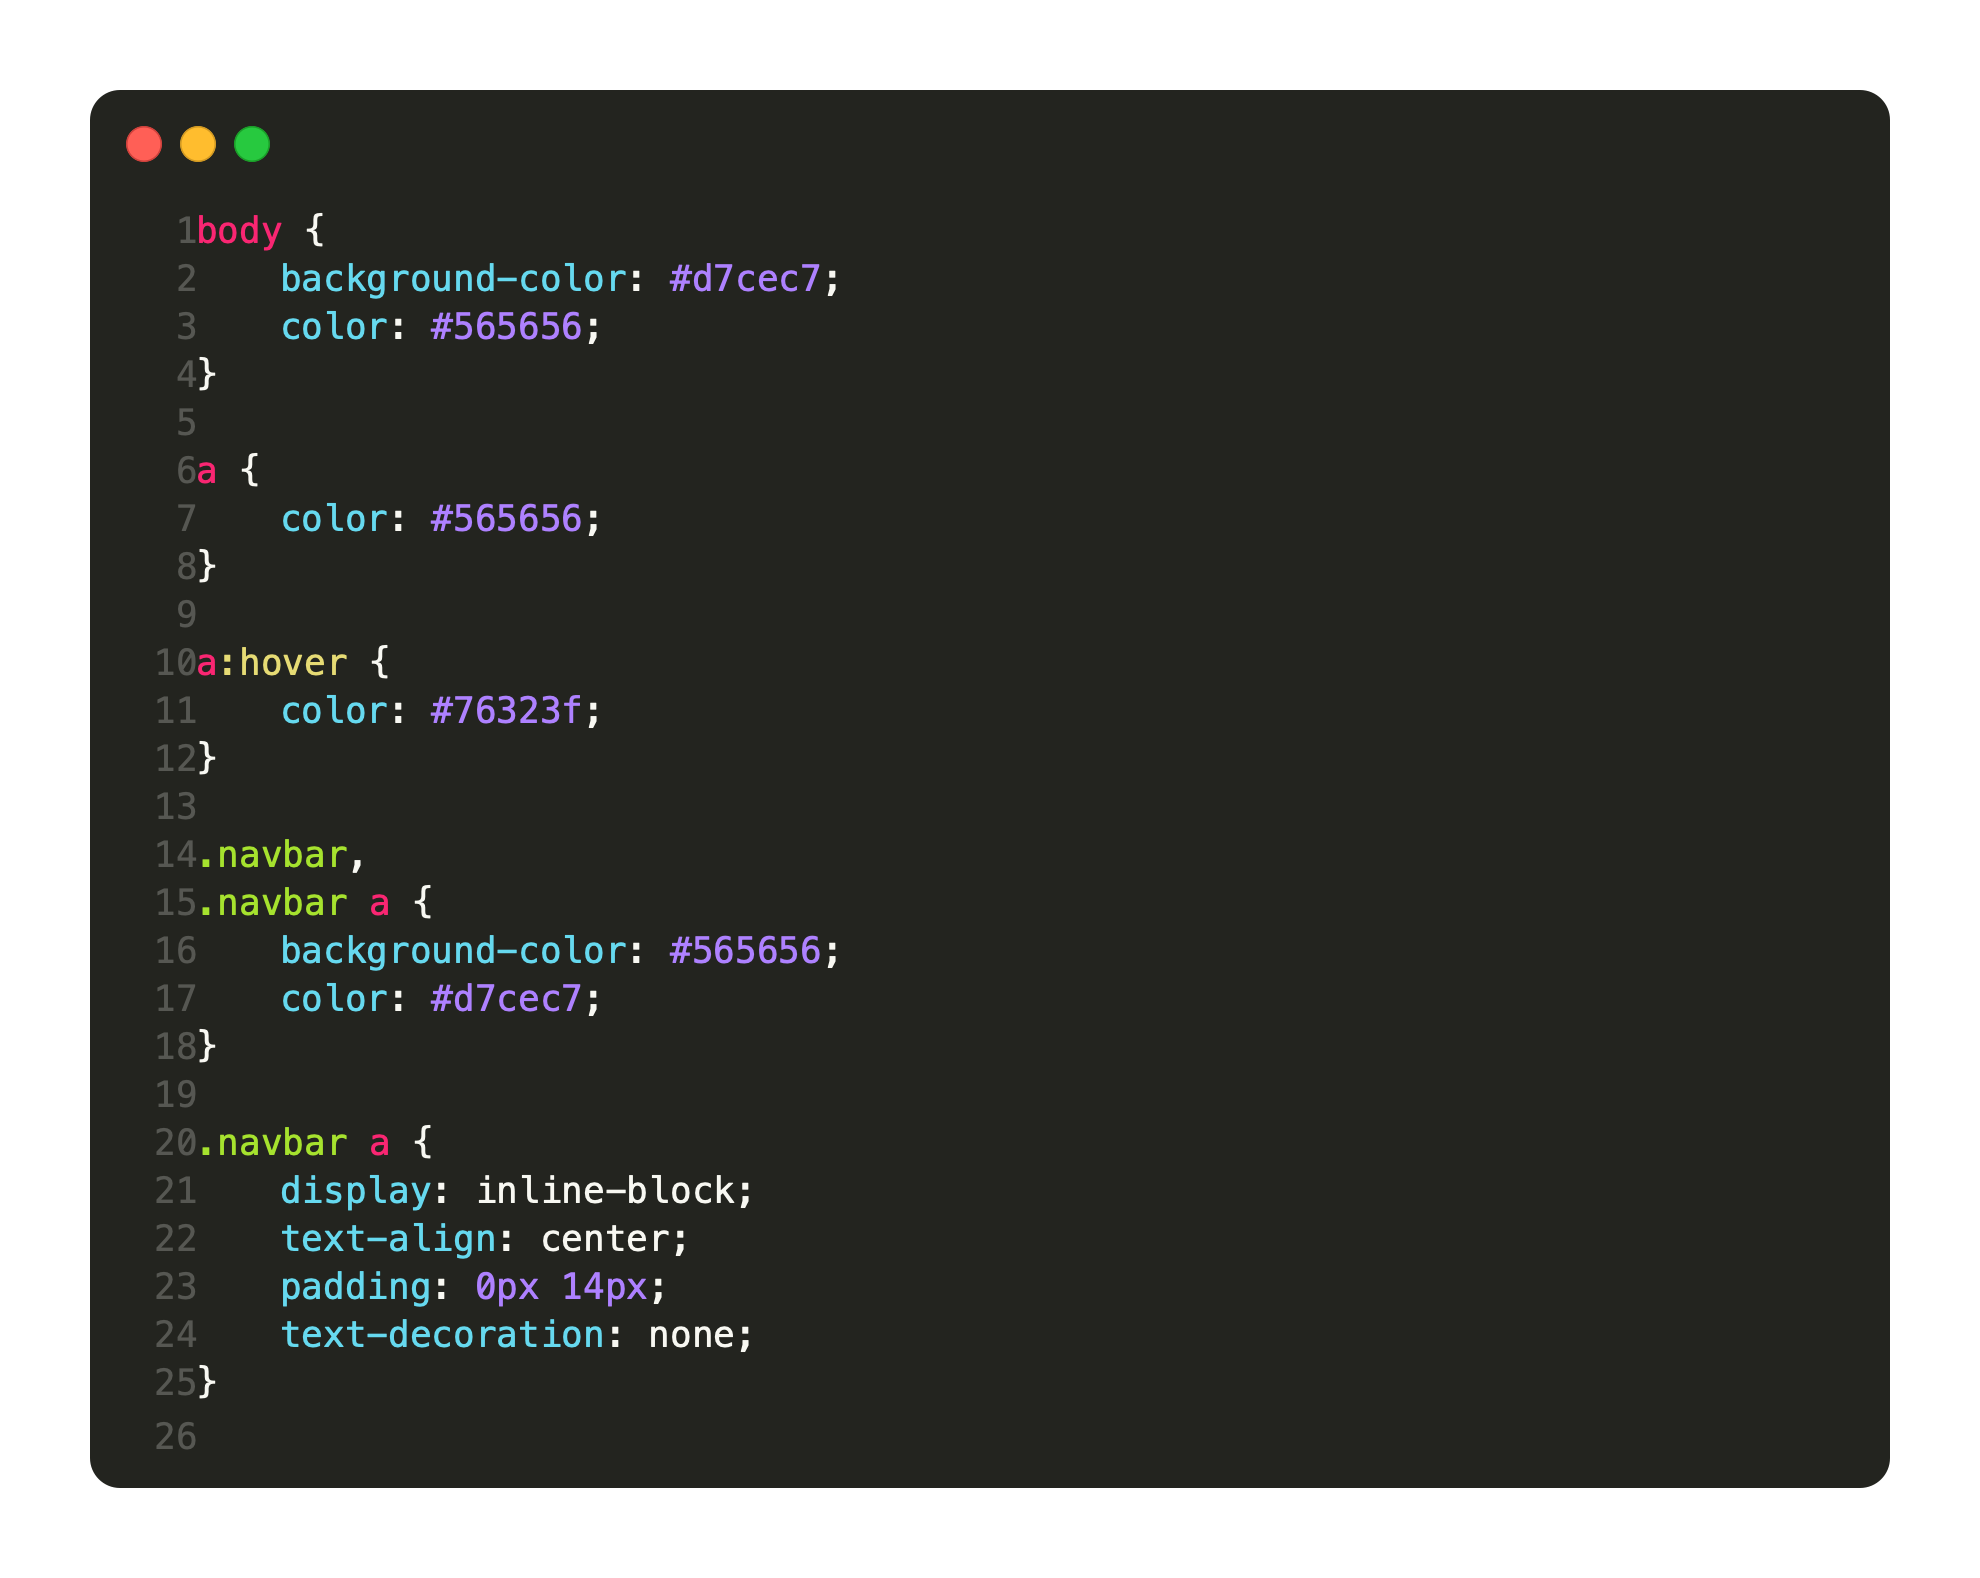 1body {
2    background-color: #d7cec7;
3    color: #565656;
4}
5
6a {
7    color: #565656;
8}
9
10a:hover {
11    color: #76323f;
12}
13
14.navbar,
15.navbar a {
16    background-color: #565656;
17    color: #d7cec7;
18}
19
20.navbar a {
21    display: inline-block;
22    text-align: center;
23    padding: 0px 14px;
24    text-decoration: none;
25}
26